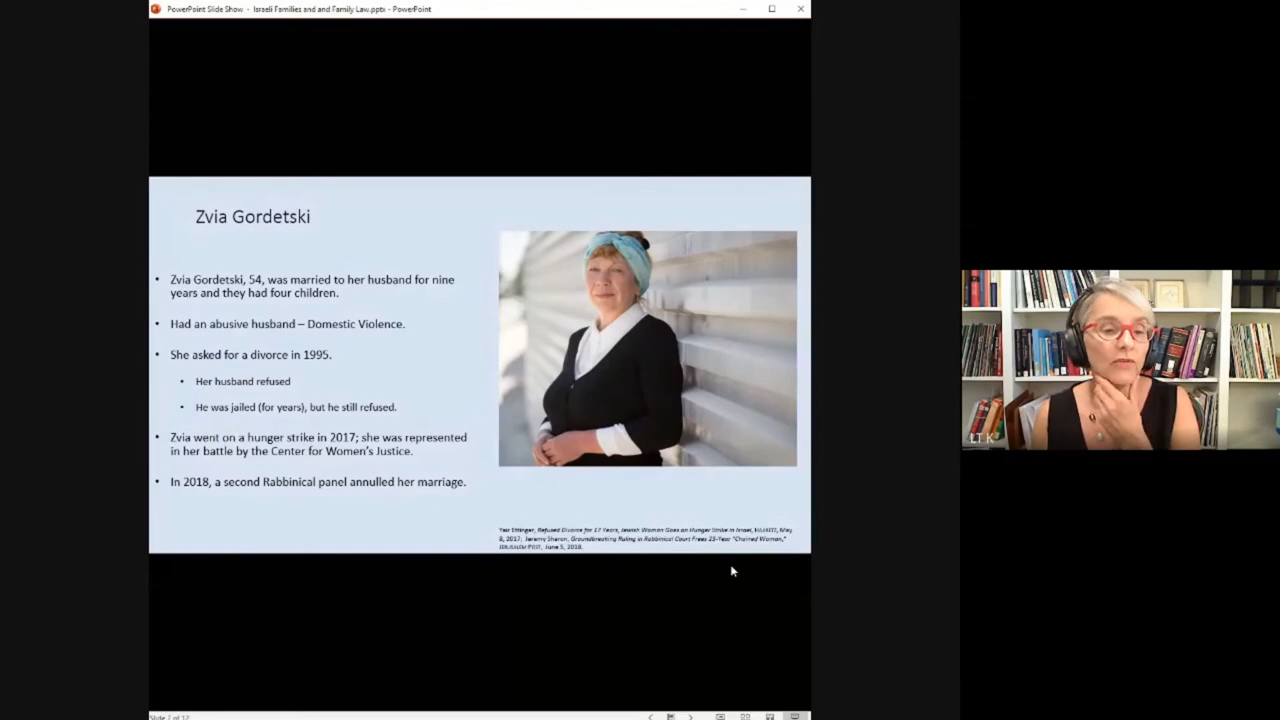 PowerPoint Slide Show - Israeli Families and and Family Law.pptx - PowerPoint
Zvia Gordetski
• Zvia Gordetski, 54, was married to her husband for nine
years and they had four children.
• Had an abusive husband – Domestic Violence.
• She asked for a divorce in 1995.
• Her husband refused
• He was jailed (for years), but he still refused.
• Zvia went on a hunger strike in 2017; she was represented
in her battle by the Center for Women's Justice.
• In 2018, a second Rabbinical panel annulled her marriage.
Yair Ettinger, Refused Divorce for 17 Years, Jewish Woman Goes on Hunger Strike in Israel, HAARETZ, May
8, 2017; Jeremy Sharon, Groundbreaking Ruling in Rabbinical Court Frees 23-Year "Chained Woman,"
JERUSALEM POST, June 5, 2018.
LT K
Slide 7 of 12